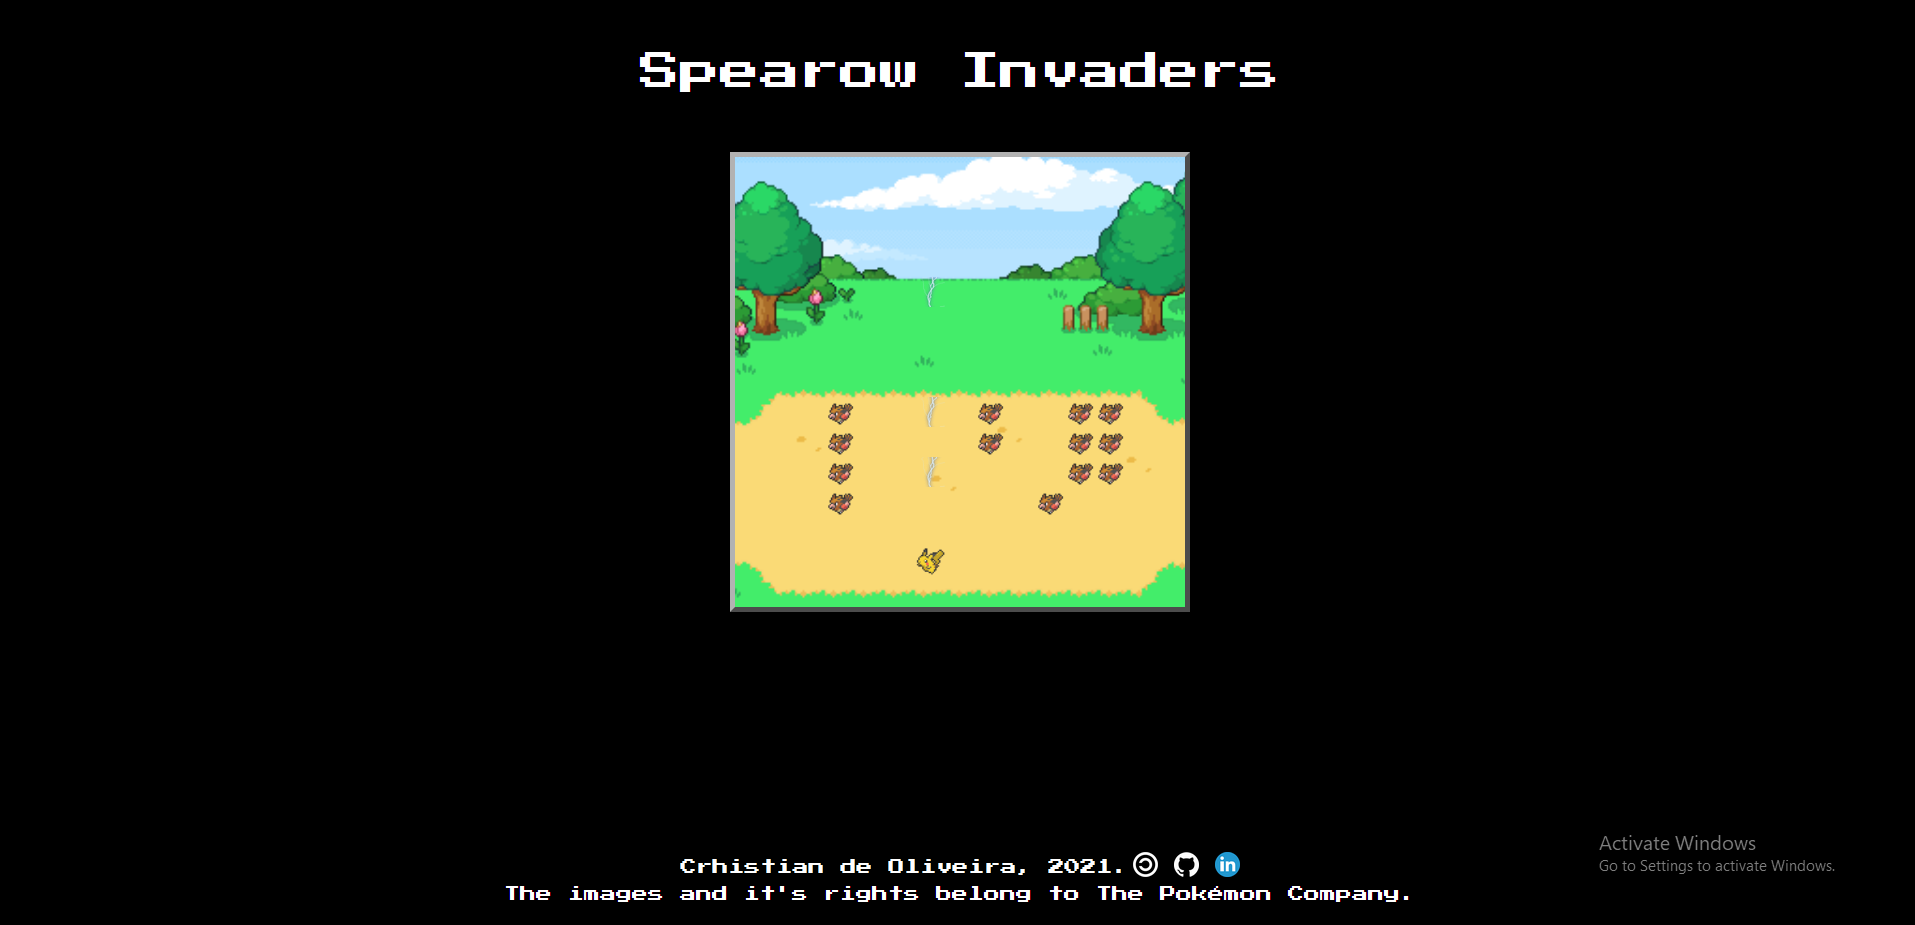 Spearow Invaders
Crhistian de Oliveira, 2021.
in
The images and it's rights belong to The Pokémon Company.
Activate Windows
Go to Settings to activate Windows.